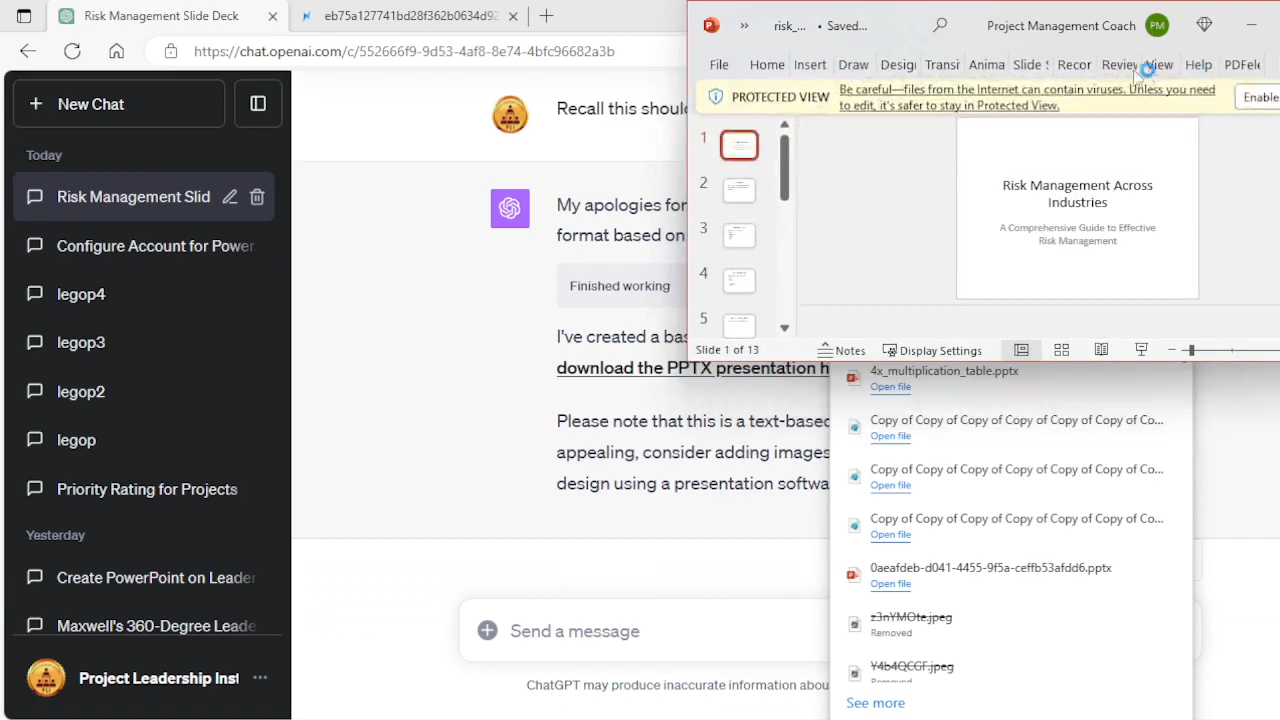 Risk Management Slide Deck
eb75a127741bd28f362b0634d92
https://chat.openai.com/c/552666f9-9d53-4af8-8e74-4bfc96682a3b
New Chat
Today
Risk Management Slid
Configure Account for Power
legop4
legop3
legop2
legop
Priority Rating for Projects
Yesterday
Create PowerPoint on Leader
Maxwell's 360-Degree Leade
Project Leadership Inst
Recall this shoul
My apologies for
format based on
Finished working
I've created a bas
download the PPTX presentation h
Please note that this is a text-based
appealing, consider adding images
design using a presentation softwa
Send a message
ChatGPT may produce inaccurate information abou
risk_... • Saved...
Project Management Coach PM
File Home Insert Draw Desig Transi Anima Slide S Recor Review View Help PDFele
PROTECTED VIEW
Be careful—files from the Internet can contain viruses. Unless you need
to edit, it's safer to stay in Protected View.
Enable
1
2
3
4
5
Risk Management Across
Industries
A Comprehensive Guide to Effective
Risk Management
Slide 1 of 13
Notes
Display Settings
4x_multiplication_table.pptx
Open file
Copy of Copy of Copy of Copy of Copy of Copy of Co...
Open file
Copy of Copy of Copy of Copy of Copy of Copy of Co...
Open file
Copy of Copy of Copy of Copy of Copy of Copy of Co...
Open file
0aeafdeb-d041-4455-9f5a-ceffb53afdd6.pptx
Open file
z3nYMOte.jpeg
Removed
Y4b4QCGF.jpeg
Removed
See more